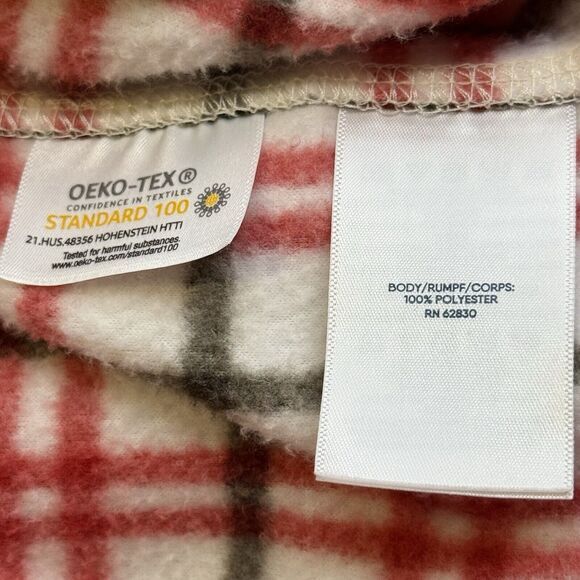 OEKO-TEX®
CONFIDENCE IN TEXTILES
STANDARD 100
21.HUS.48356 HOHENSTEIN HTTI
Tested for harmful substances.
www.oeko-tex.com/standard100
BODY/RUMPF/CORPS:
100% POLYESTER
RN 62830